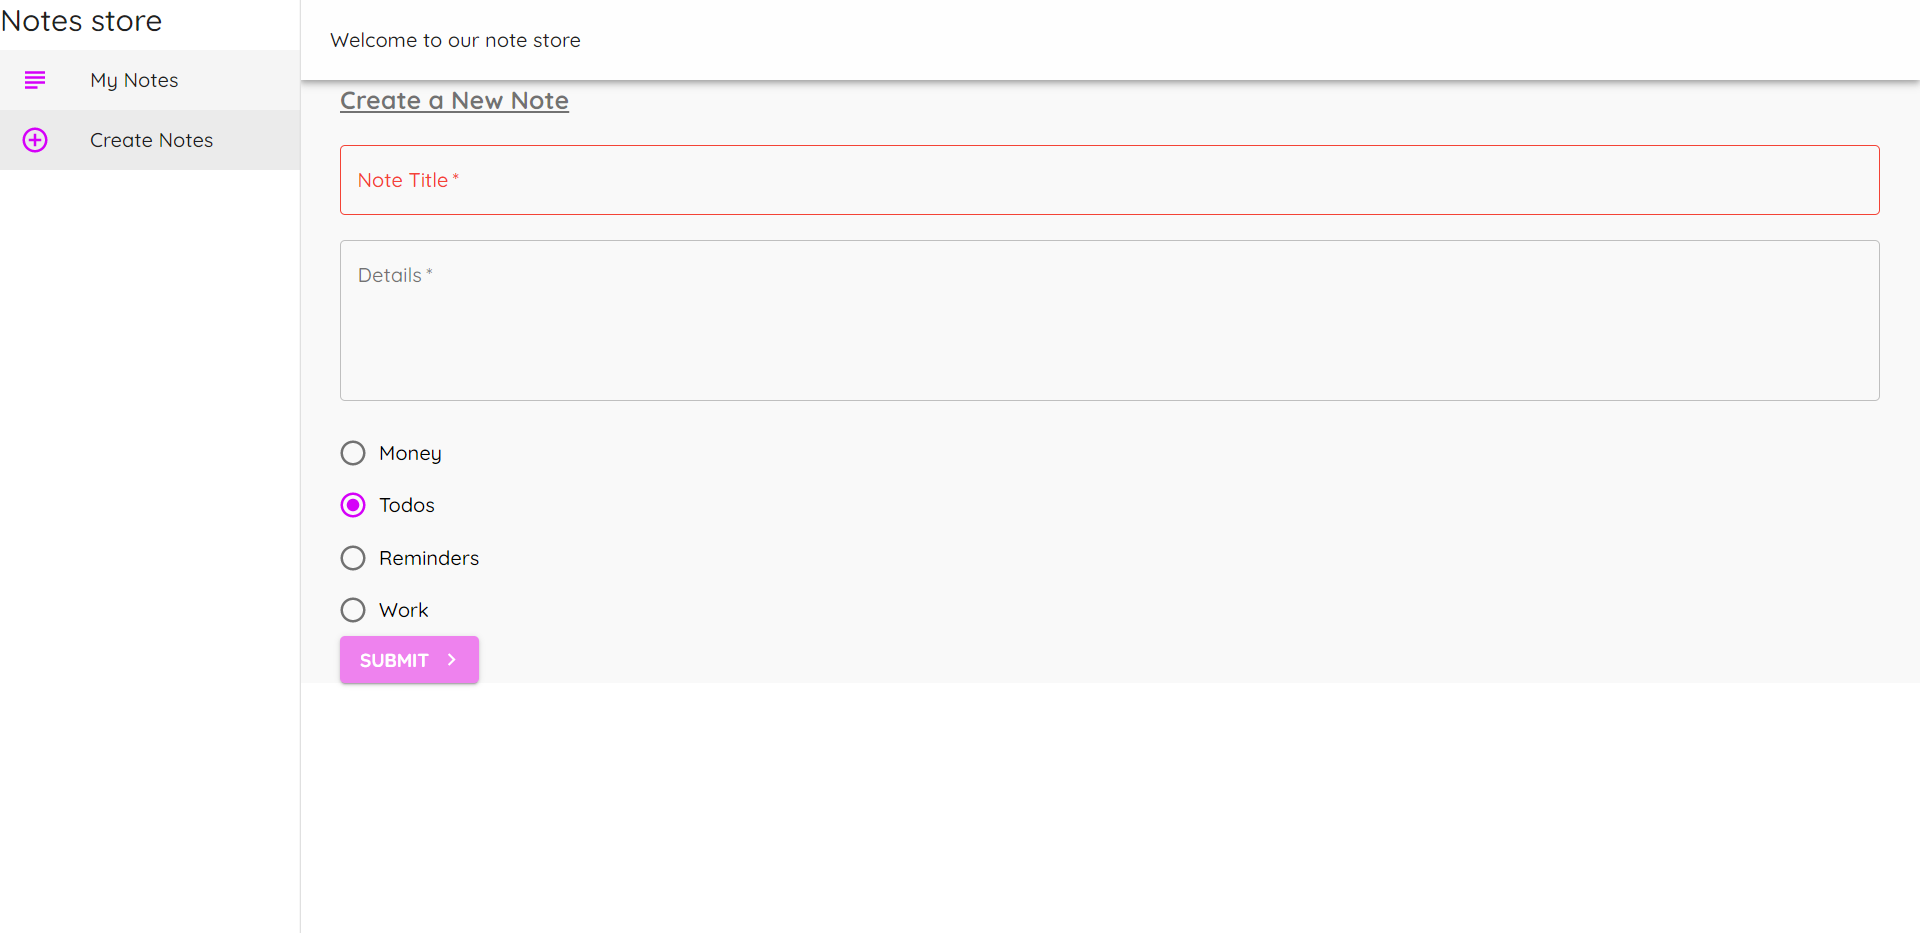 Notes store
My Notes
Create Notes
Welcome to our note store
Create a New Note
Note Title *
Details *
Money
Todos
Reminders
Work
SUBMIT